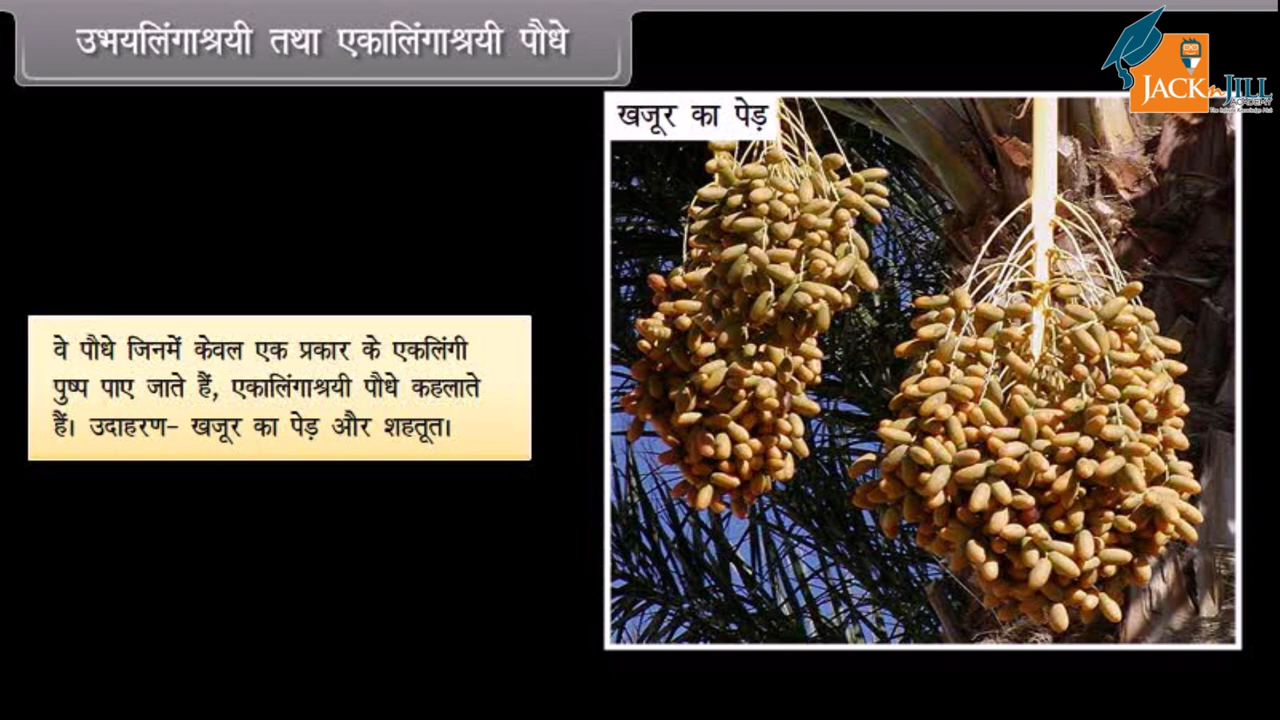 उभयलिंगाश्रयी तथा एकालिंगाश्रयी पौधे
JACK n JILL
ACADEMY
खजूर का पेड़
वे पौधे जिनमें केवल एक प्रकार के एकलिंगी
पुष्प पाए जाते हैं, एकालिंगाश्रयी पौधे कहलाते
हैं। उदाहरण- खजूर का पेड़ और शहतूत।